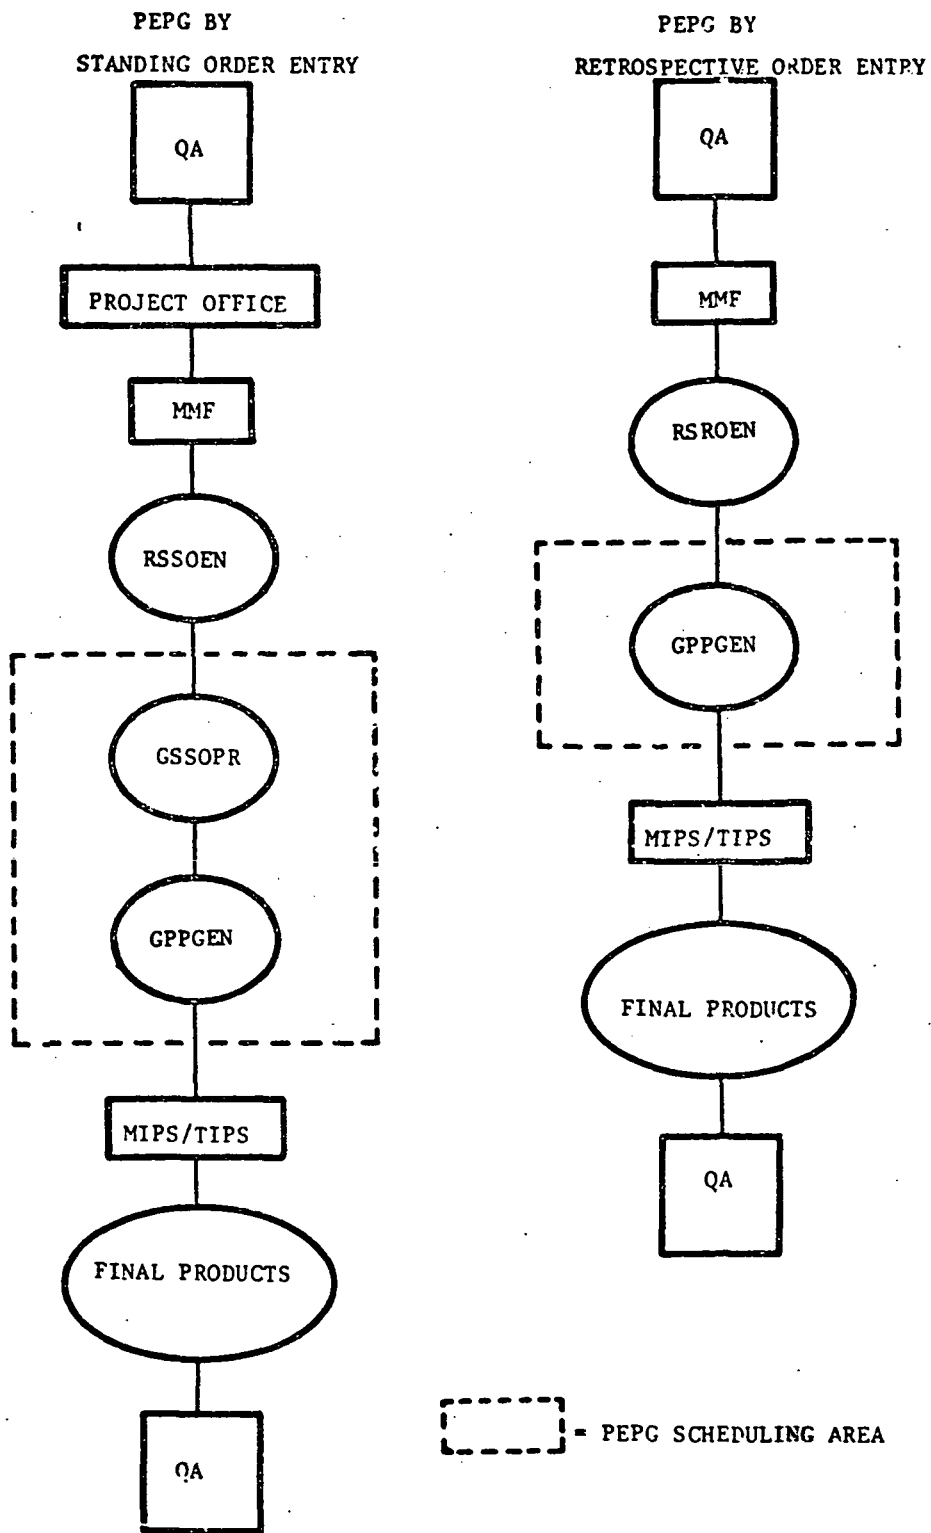 PEPG BY
STANDING ORDER ENTRY
QA
PROJECT OFFICE
MMF
RSSOEN
GSSOPR
GPPGEN
MIPS/TIPS
FINAL PRODUCTS
QA
PEPG BY
RETROSPECTIVE ORDER ENTRY
QA
MMF
RSROEN
GPPGEN
MIPS/TIPS
FINAL PRODUCTS
QA
= PEPG SCHEDULING AREA